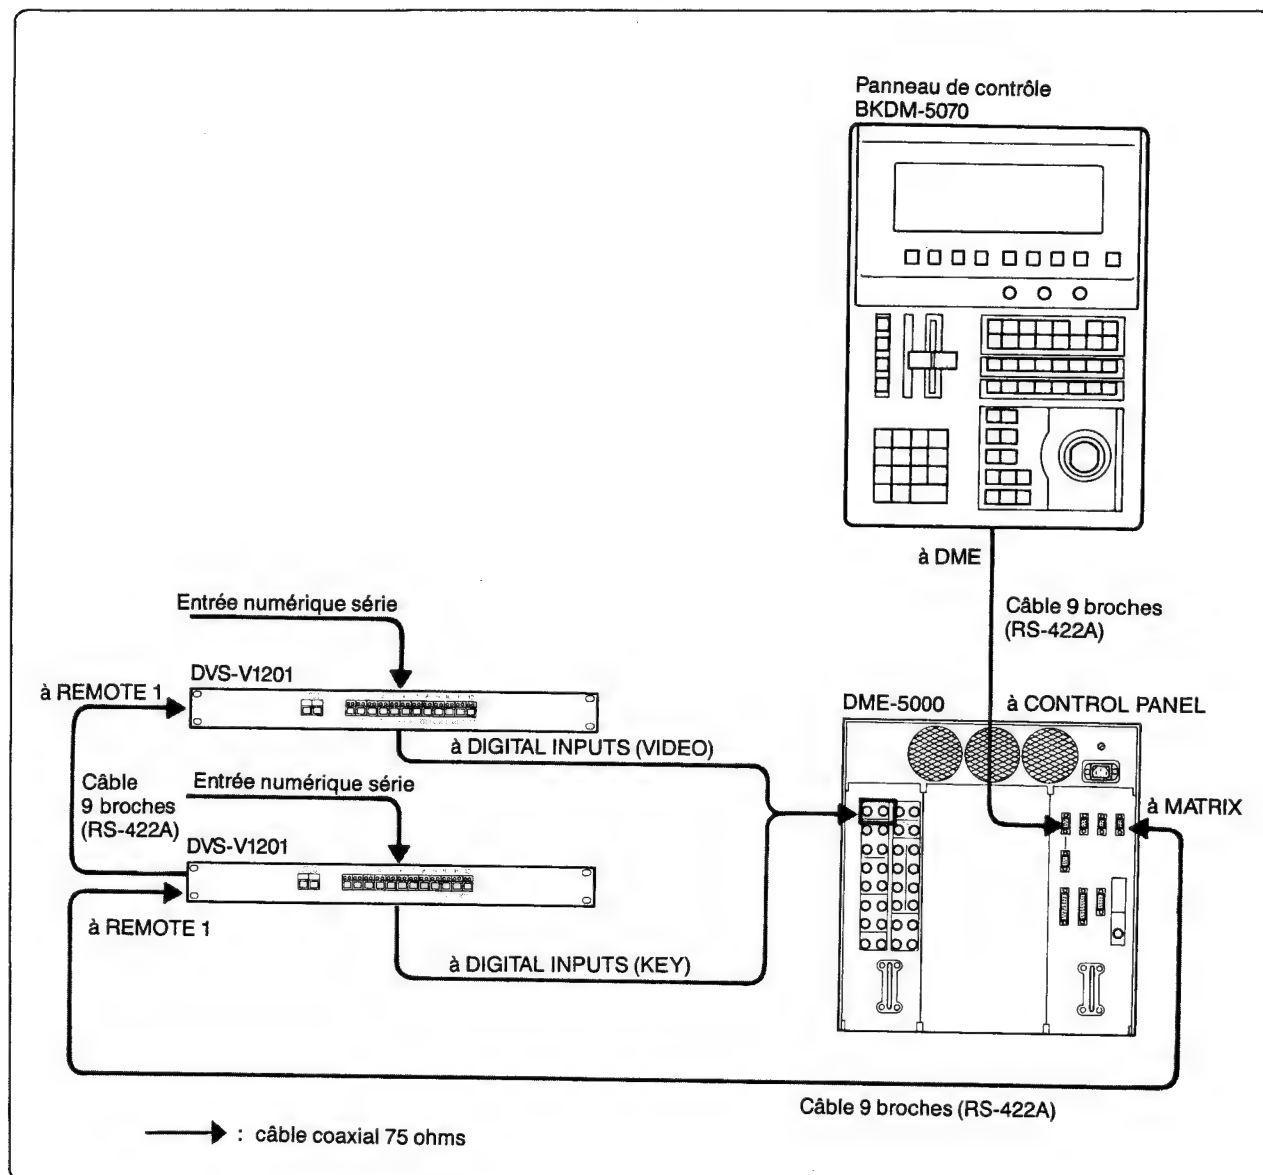 Panneau de contrôle
BKDM-5070
à DME
Câble 9 broches
(RS-422A)
Entrée numérique série
DVS-V1201
à REMOTE 1
à DIGITAL INPUTS (VIDEO)
DME-5000
à CONTROL PANEL
Câble
9 broches
(RS-422A)
Entrée numérique série
à MATRIX
DVS-V1201
à REMOTE 1
à DIGITAL INPUTS (KEY)
Câble 9 broches (RS-422A)
: câble coaxial 75 ohms